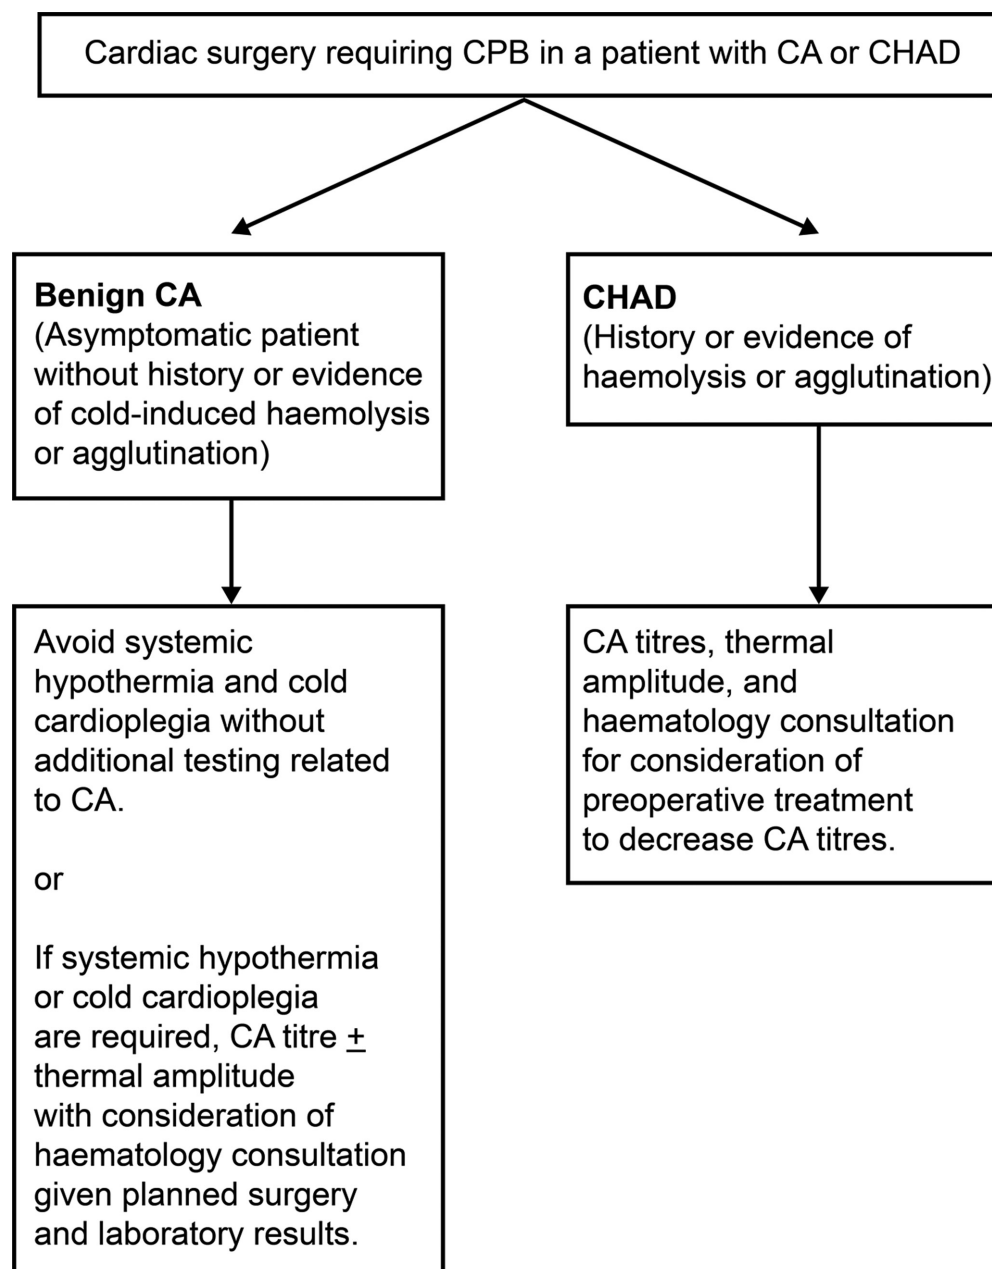 Cardiac surgery requiring CPB in a patient with CA or CHAD
Benign CA
(Asymptomatic patient
without history or evidence
of cold-induced haemolysis
or agglutination)
CHAD
(History or evidence of
haemolysis or agglutination)
Avoid systemic
hypothermia and cold
cardioplegia without
additional testing related
to CA.
or
If systemic hypothermia
or cold cardioplegia
are required, CA titre ±
thermal amplitude
with consideration of
haematology consultation
given planned surgery
and laboratory results.
CA titres, thermal
amplitude, and
haematology consultation
for consideration of
preoperative treatment
to decrease CA titres.